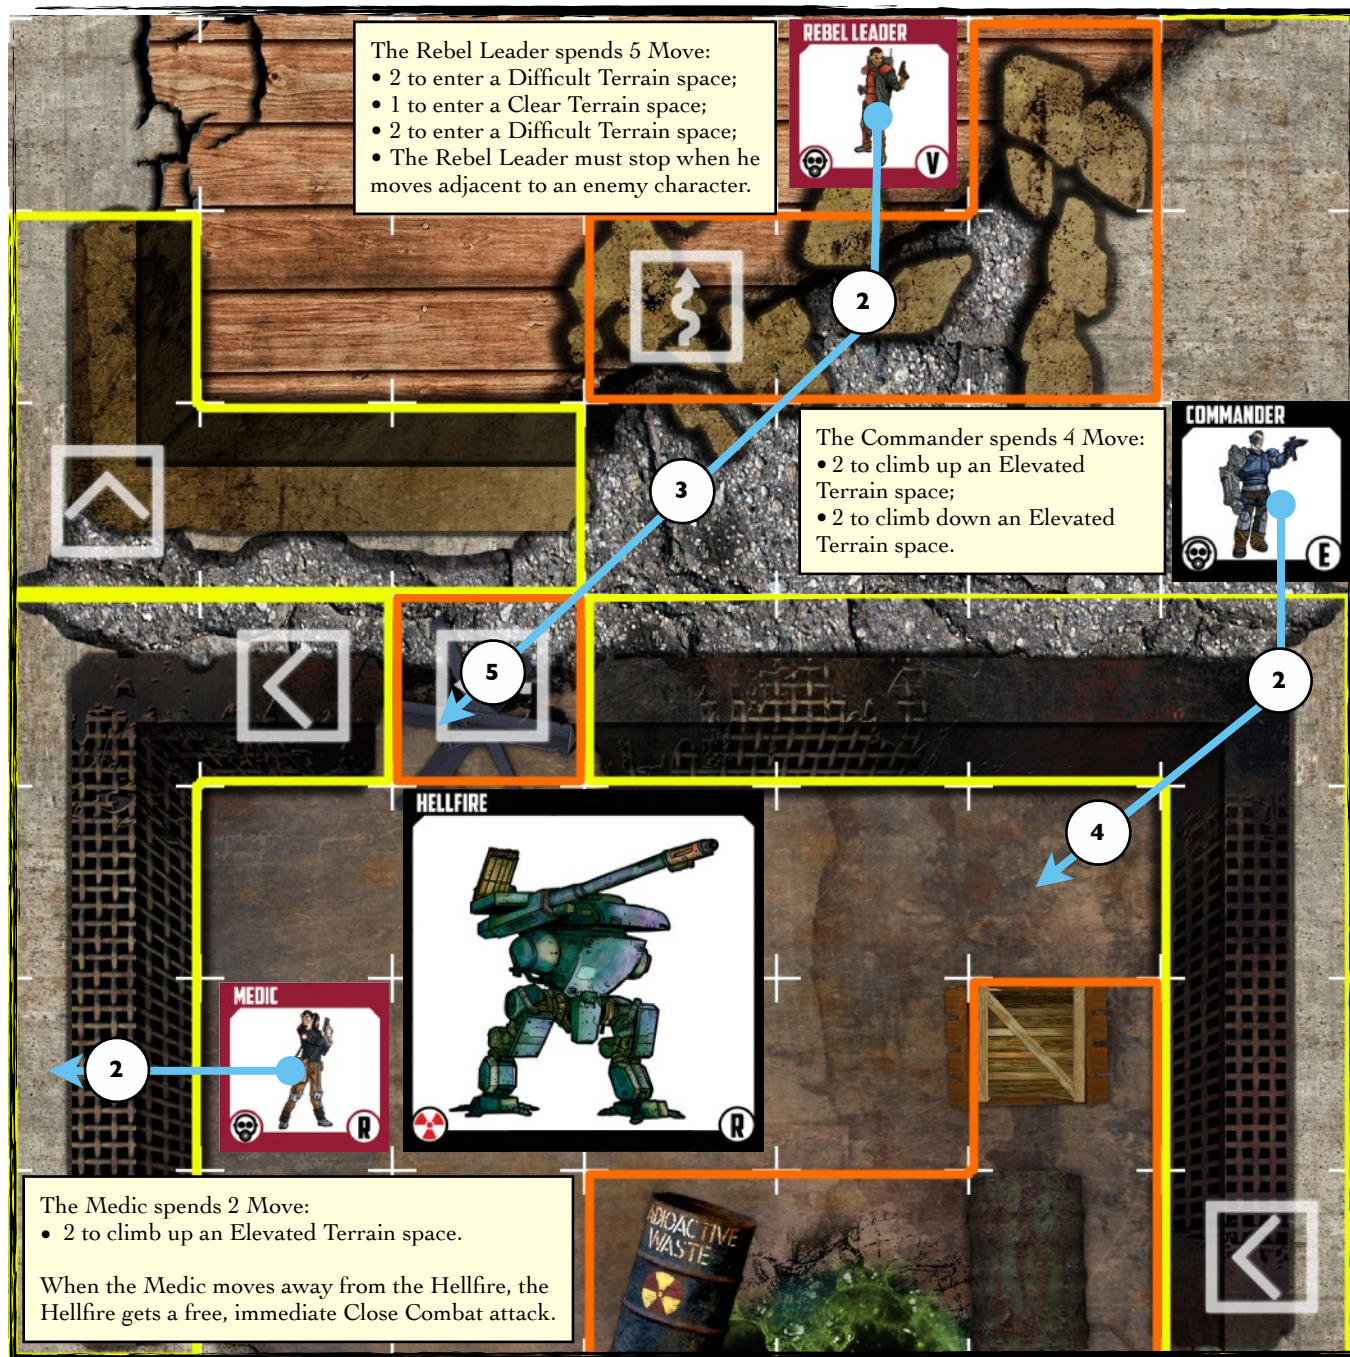 The Rebel Leader spends 5 Move:
• 2 to enter a Difficult Terrain space;
• 1 to enter a Clear Terrain space;
• 2 to enter a Difficult Terrain space;
• The Rebel Leader must stop when he
moves adjacent to an enemy character.
REBEL LEADER
V
2
3
The Commander spends 4 Move:
• 2 to climb up an Elevated
Terrain space;
• 2 to climb down an Elevated
Terrain space.
COMMANDER
E
5
2
4
HELLFIRE
R
MEDIC
R
2
The Medic spends 2 Move:
• 2 to climb up an Elevated Terrain space.
When the Medic moves away from the Hellfire, the
Hellfire gets a free, immediate Close Combat attack.
RADIOACTIVE
WASTE